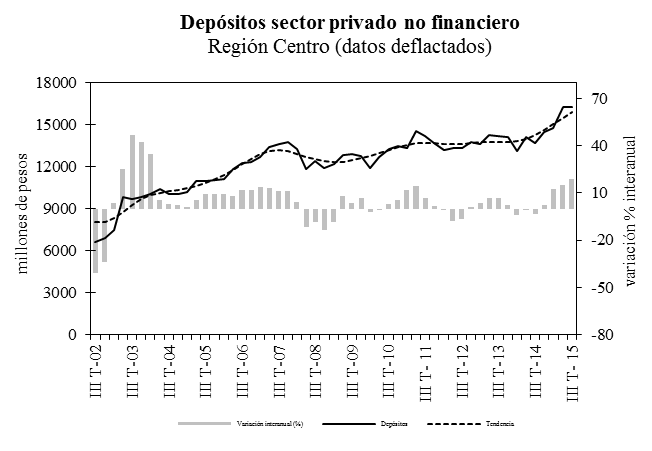 Depósitos sector privado no financiero
Región Centro (datos deflactados)
18000
15000
12000
9000
6000
3000
0
millones de pesos
70
40
10
-20
-50
-80
variación % interanual
III T-02
III T-03
III T-04
III T-05
III T-06
III T-07
III T-08
III T-09
III T-10
III T- 11
III T-12
III T-13
III T-14
III T- 15
Variación interanual (%)
Depósitos
Tendencia